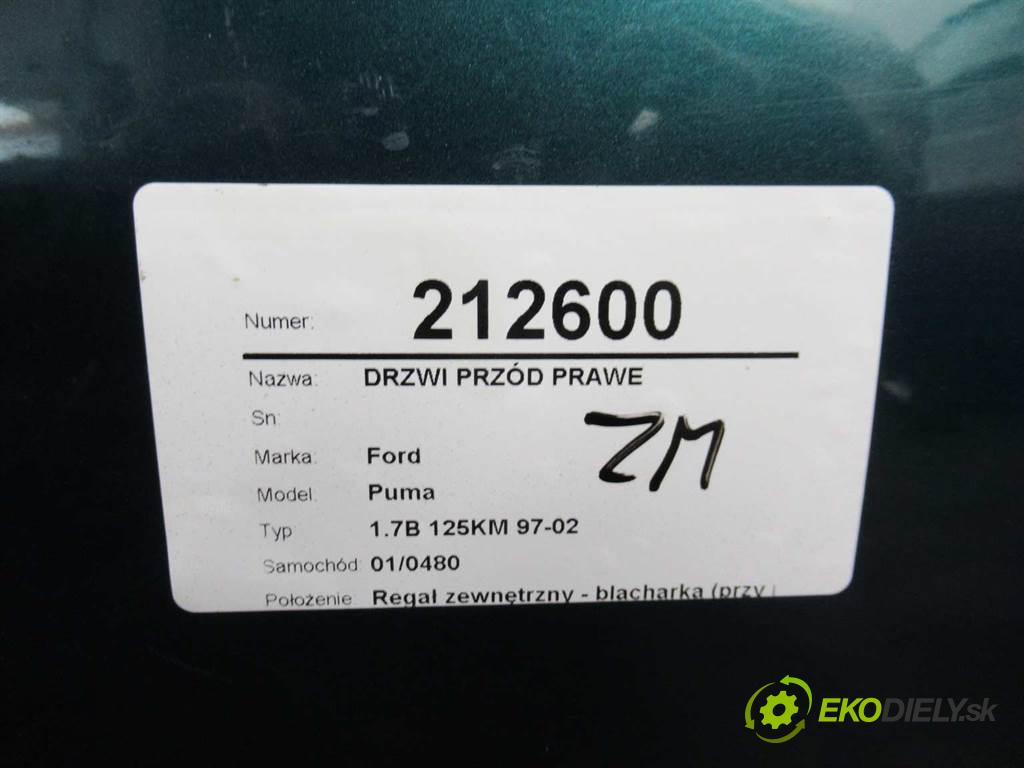 Numer: 212600
Nazwa: DRZWI PRZÓD PRAWE
Sn:
ZM
Marka: Ford
Model: Puma
Typ 1.7B 125KM 97-02
Samochód: 01/0480
Położenie Regał zewnętrzny - blacharka (przy
EKODIELY.sk